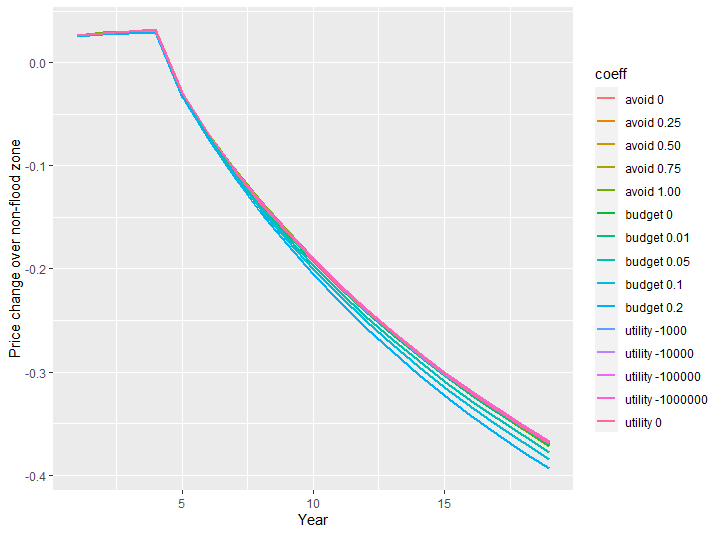 Price change over non-flood zone
0.0
-0.1
-0.2
-0.3
-0.4
5
10
15
Year
coeff
avoid 0
avoid 0.25
avoid 0.50
avoid 0.75
avoid 1.00
budget 0
budget 0.01
budget 0.05
budget 0.1
budget 0.2
utility -1000
utility -10000
utility -100000
utility -1000000
utility 0